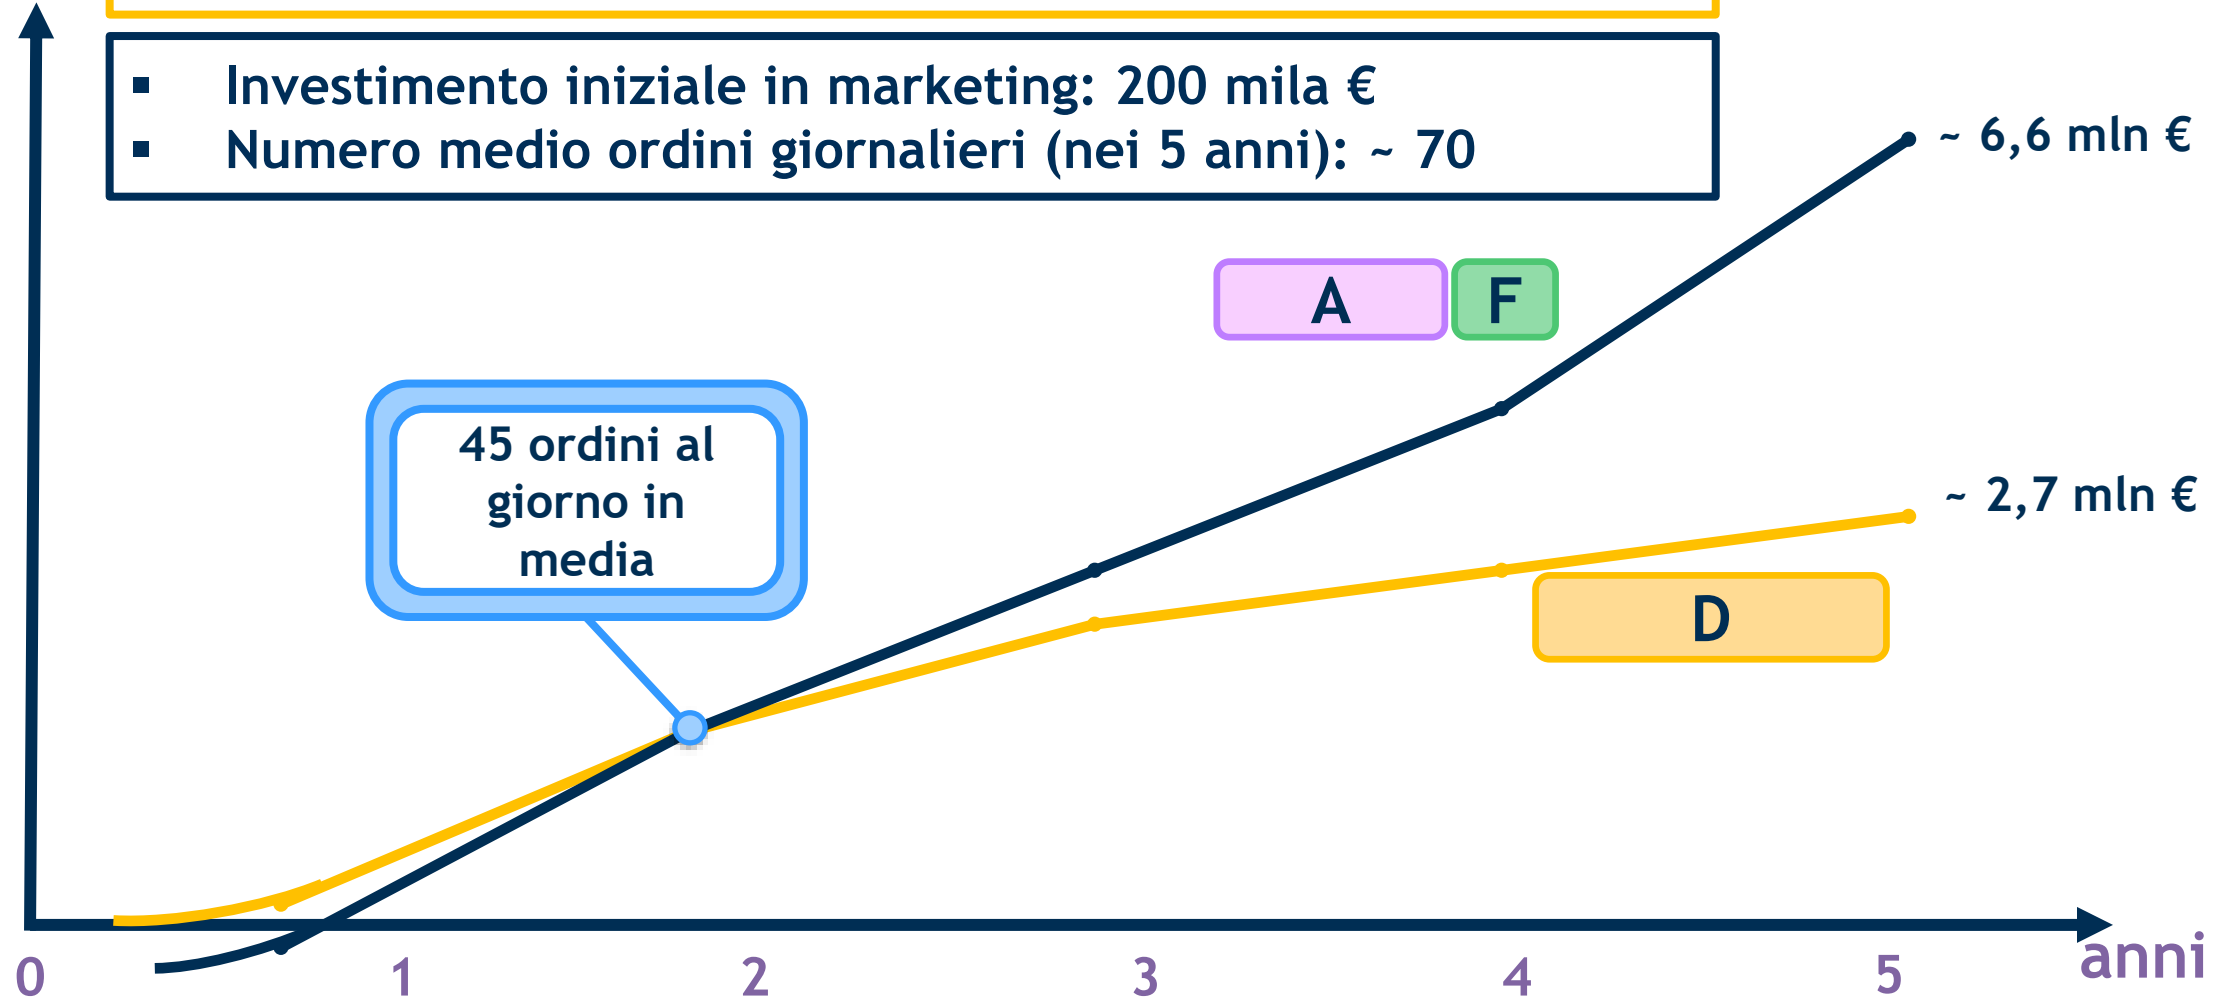 ▪ Investimento iniziale in marketing: 200 mila €
▪ Numero medio ordini giornalieri (nei 5 anni): ~ 70
~ 6,6 mln €
A F
45 ordini al
giorno in
media
~ 2,7 mln €
D
0 1 2 3 4 5 anni